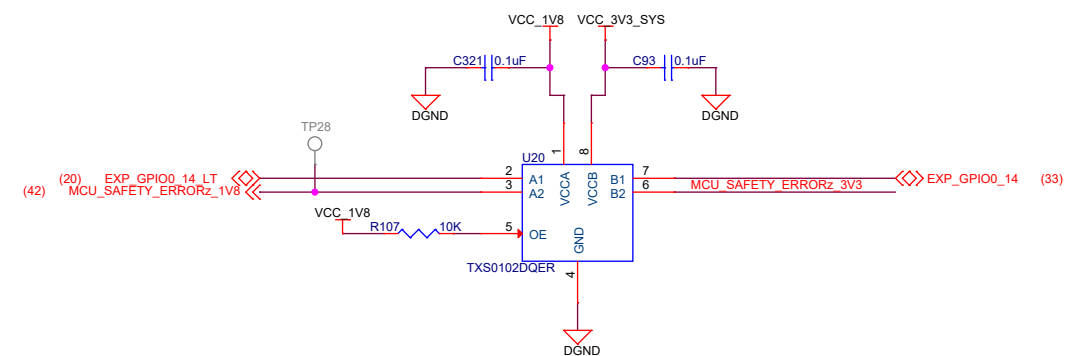 VCC_1V8 VCC_3V3_SYS
C321 0.1uF C93 0.1uF
DGND DGND
TP28
1 8
U20
(20) EXP_GPIO0_14_LT 2 A1 VCCA VCCB B1 7 EXP_GPIO0_14 (33)
(42) MCU_SAFETY_ERRORz_1V8 3 A2 B2 6 MCU_SAFETY_ERRORz_3V3
VCC_1V8
R107 10K 5 OE GND
TXS0102DQER
4
DGND